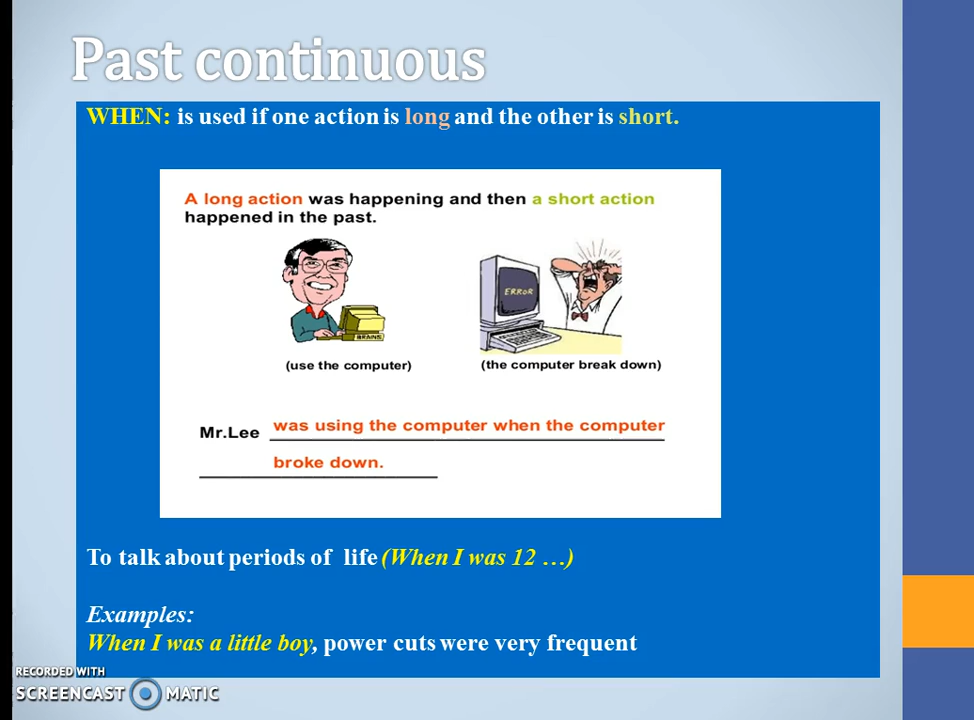 Past continuous
WHEN: is used if one action is long and the other is short.
A long action was happening and then a short action
happened in the past.
ERROR
BRAINS
(use the computer)
(the computer break down)
was using the computer when the computer
Mr.Lee
broke down.
To talk about periods of life (When I was 12 …)
Examples:
When I was a little boy, power cuts were very frequent
RECORDED WITH
SCREENCAST MATIC